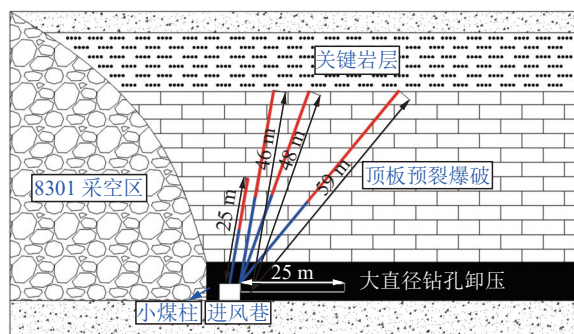 关键岩层
46 m
48 m
59 m
顶板预裂爆破
8301 采空区
25 m
25 m
大直径钻孔卸压
小煤柱
进风巷